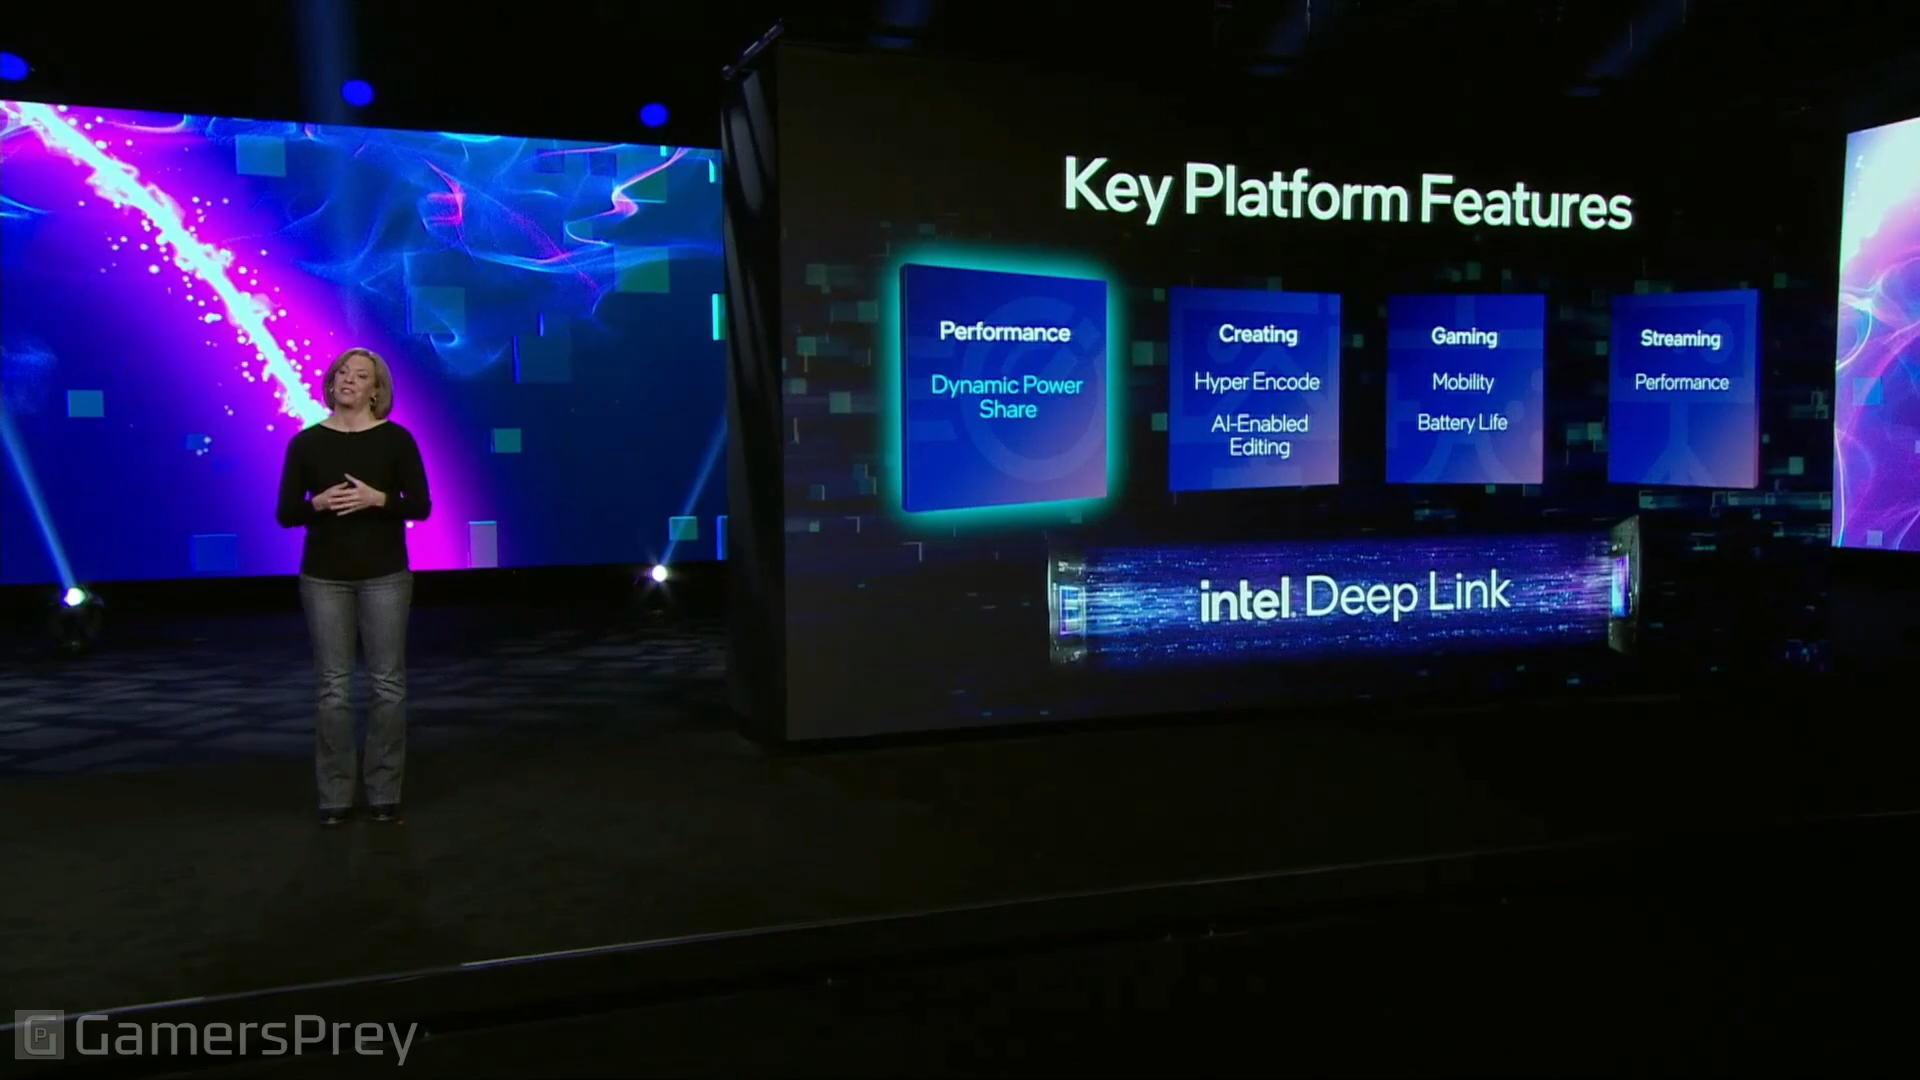 Key Platform Features
Performance
Dynamic Power
Share
Creating
Hyper Encode
AI-Enabled
Editing
Gaming
Mobility
Battery Life
Streaming
Performance
intel. Deep Link
GamersPrey